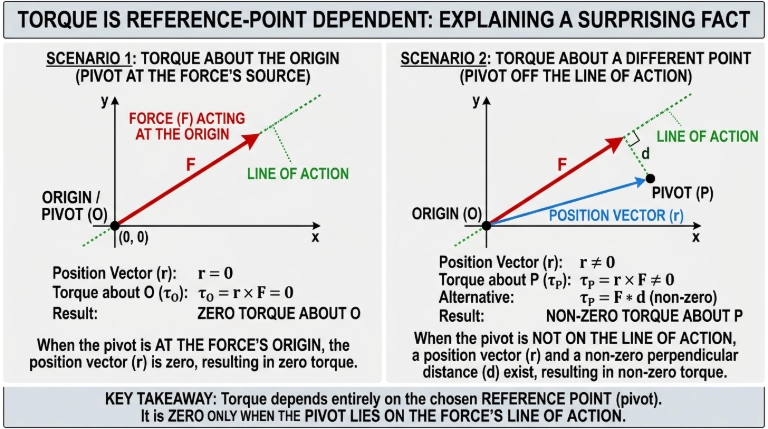 TORQUE IS REFERENCE-POINT DEPENDENT: EXPLAINING A SURPRISING FACT
SCENARIO 1: TORQUE ABOUT THE ORIGIN
(PIVOT AT THE FORCE'S SOURCE)
y
FORCE (F) ACTING
AT THE ORIGIN
F
LINE OF ACTION
ORIGIN /
PIVOT (O)
(0, 0)
x
Position Vector (r): r = 0
Torque about O (τ_O): τ_O = r × F = 0
Result: ZERO TORQUE ABOUT O
When the pivot is AT THE FORCE'S ORIGIN, the
position vector (r) is zero, resulting in zero torque.
SCENARIO 2: TORQUE ABOUT A DIFFERENT POINT
(PIVOT OFF THE LINE OF ACTION)
y
LINE OF ACTION
F
d
PIVOT (P)
ORIGIN (O)
POSITION VECTOR (r)
x
Position Vector (r): r ≠ 0
Torque about P (τ_P): τ_P = r × F ≠ 0
Alternative: τ_P = F * d (non-zero)
Result: NON-ZERO TORQUE ABOUT P
When the pivot is NOT ON THE LINE OF ACTION,
a position vector (r) and a non-zero perpendicular
distance (d) exist, resulting in non-zero torque.
KEY TAKEAWAY: Torque depends entirely on the chosen REFERENCE POINT (pivot).
It is ZERO ONLY WHEN THE PIVOT LIES ON THE FORCE'S LINE OF ACTION.